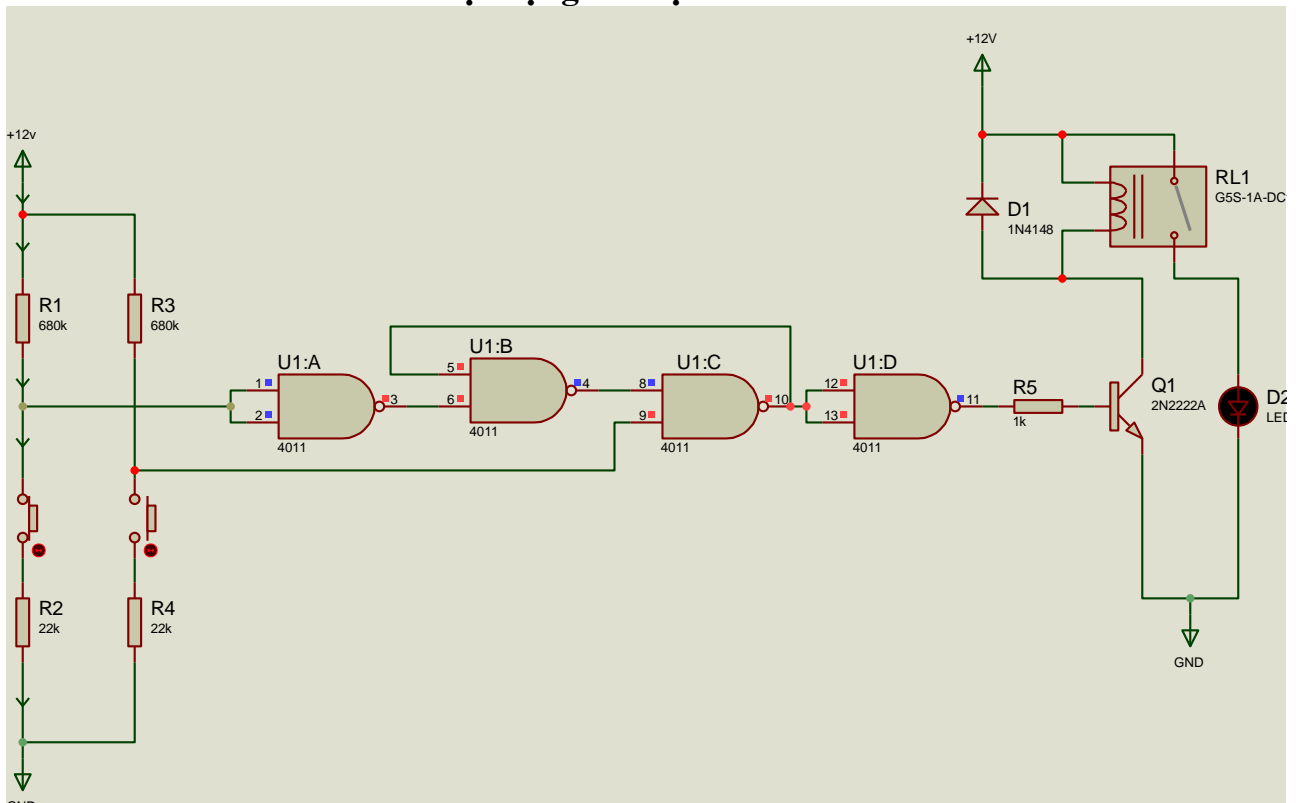 +12V
+12v
RL1
G5S-1A-DC
D1
1N4148
R1
680k
R3
680k
U1:A
U1:B
U1:C
U1:D
1
2
3
4011
5
6
4
4011
8
9
10
4011
12
13
11
4011
R5
1k
Q1
2N2222A
D2
LED
R2
22k
R4
22k
GND